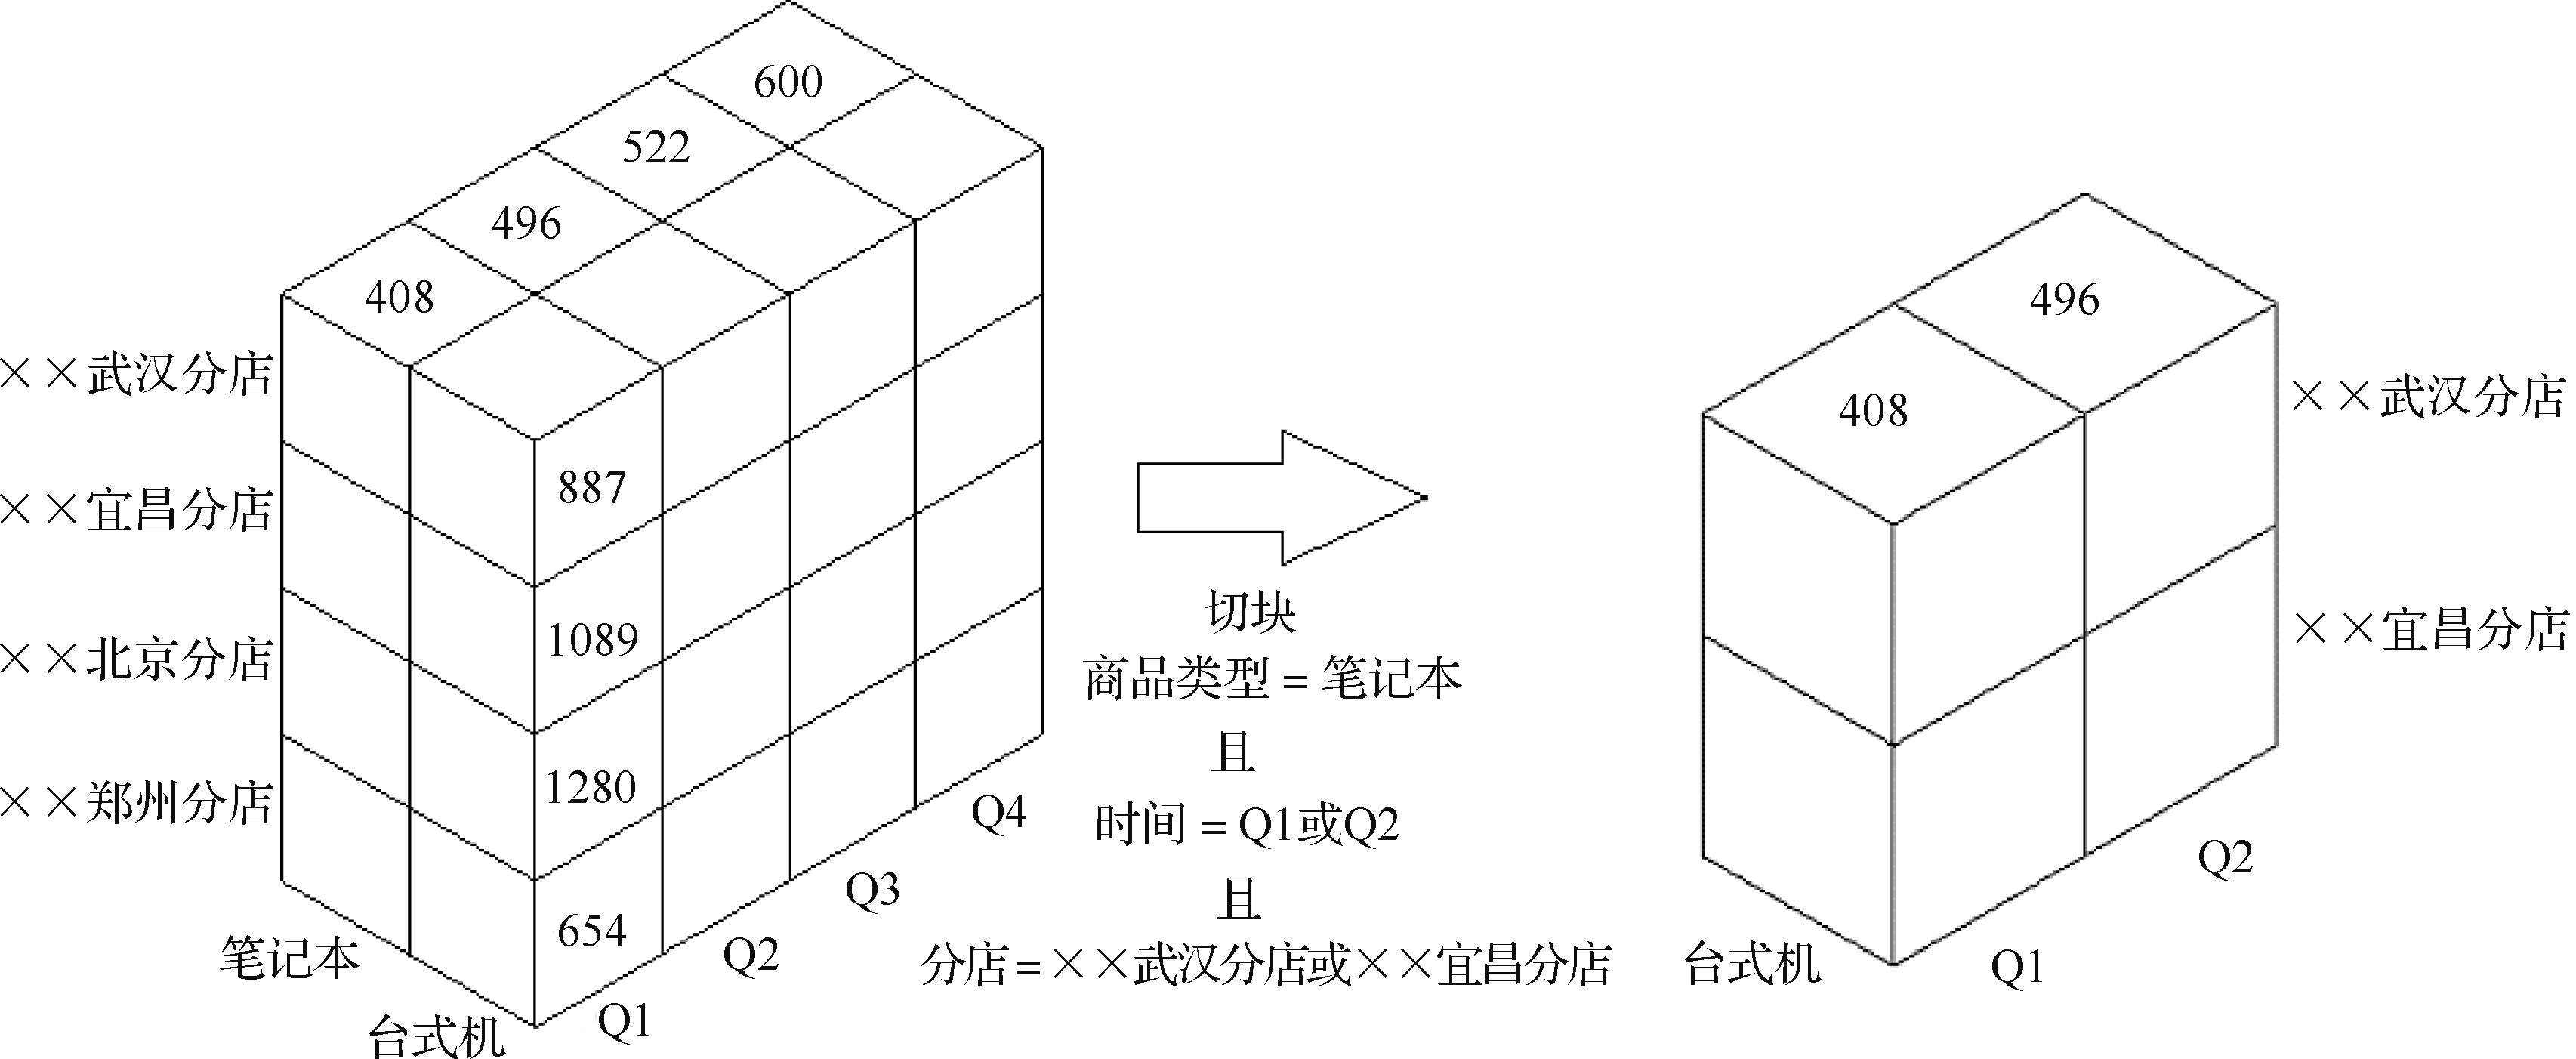 600
522
496
408
××武汉分店
××宜昌分店
××北京分店
××郑州分店
887
1089
1280
654
笔记本
台式机
Q1
Q2
Q3
Q4
切块
商品类型 = 笔记本
且
时间 = Q1或Q2
且
分店 = ××武汉分店或××宜昌分店
496
408
××武汉分店
××宜昌分店
台式机
Q1
Q2